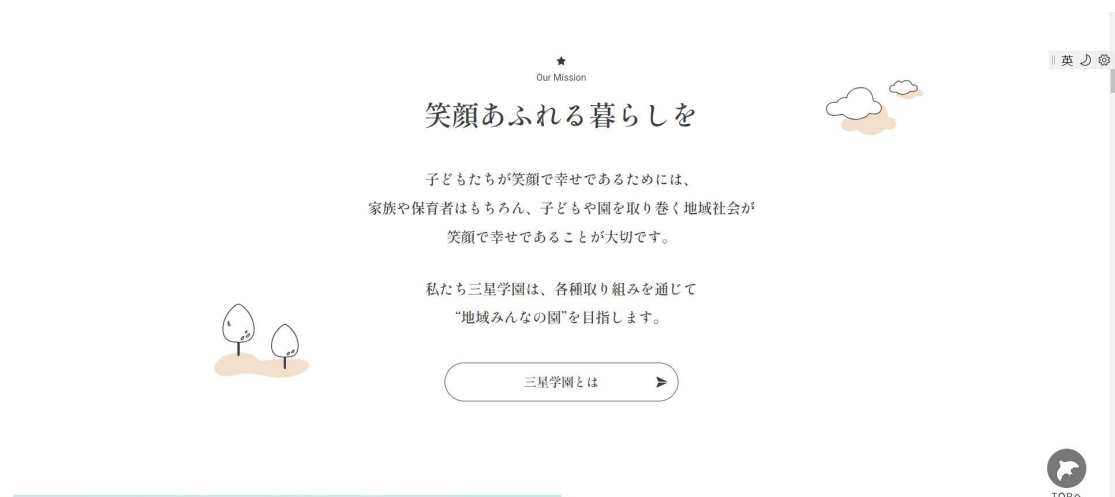 Our Mission
英
笑顔あふれる暮らしを
子どもたちが笑顔で幸せであるためには、
家族や保育者はもちろん、子どもや園を取り巻く地域社会が
笑顔で幸せであることが大切です。
私たち三星学園は、各種取り組みを通じて
“地域みんなの園”を目指します。
三星学園とは
TOPへ